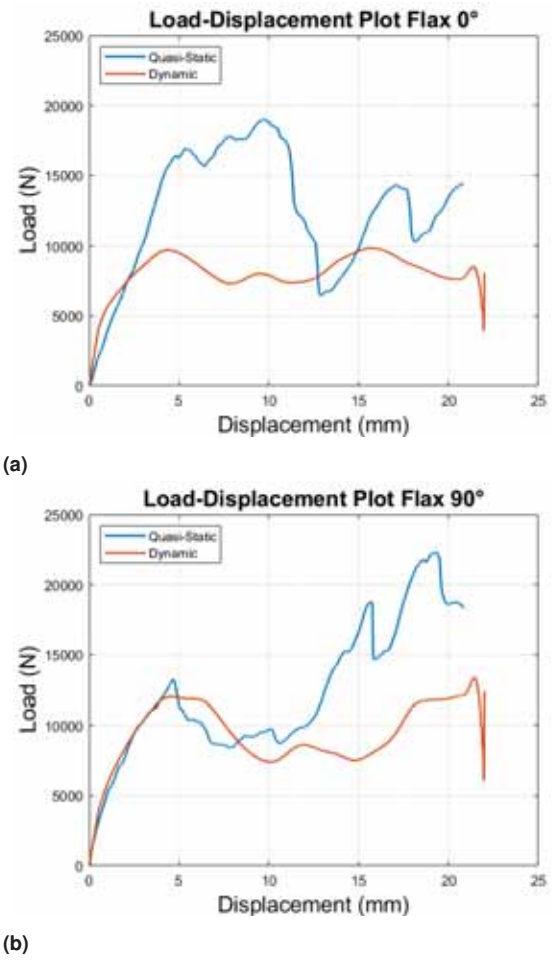 Load-Displacement Plot Flax 0°
25000
Quasi-Static
Dynamic
20000
15000
10000
5000
0
Load (N)
0 5 10 15 20 25
Displacement (mm)
(a)
Load-Displacement Plot Flax 90°
25000
Quasi-Static
Dynamic
20000
15000
10000
5000
0
Load (N)
0 5 10 15 20 25
Displacement (mm)
(b)